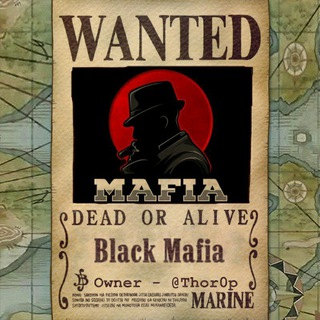 WANTED
MAFIA
DEAD OR ALIVE
Black Mafia
Owner - @Thor0p
MARINE